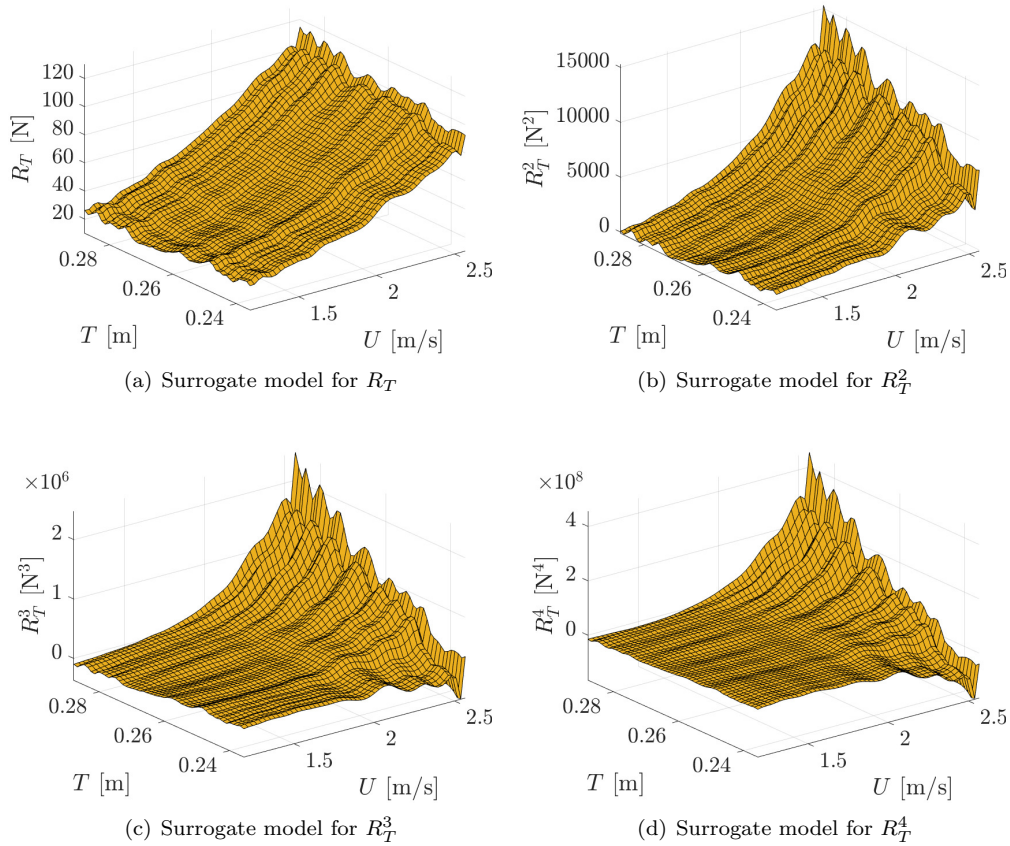 120
100
80
60
40
20
R_T [N]
0.28
0.26
0.24
T [m]
1.5
2
2.5
U [m/s]
(a) Surrogate model for R_T
15000
10000
5000
0
R_T^2 [N^2]
0.28
0.26
0.24
T [m]
1.5
2
2.5
U [m/s]
(b) Surrogate model for R_T^2
×10^6
2
1
0
R_T^3 [N^3]
0.28
0.26
0.24
T [m]
1.5
2
2.5
U [m/s]
(c) Surrogate model for R_T^3
×10^8
4
2
0
R_T^4 [N^4]
0.28
0.26
0.24
T [m]
1.5
2
2.5
U [m/s]
(d) Surrogate model for R_T^4